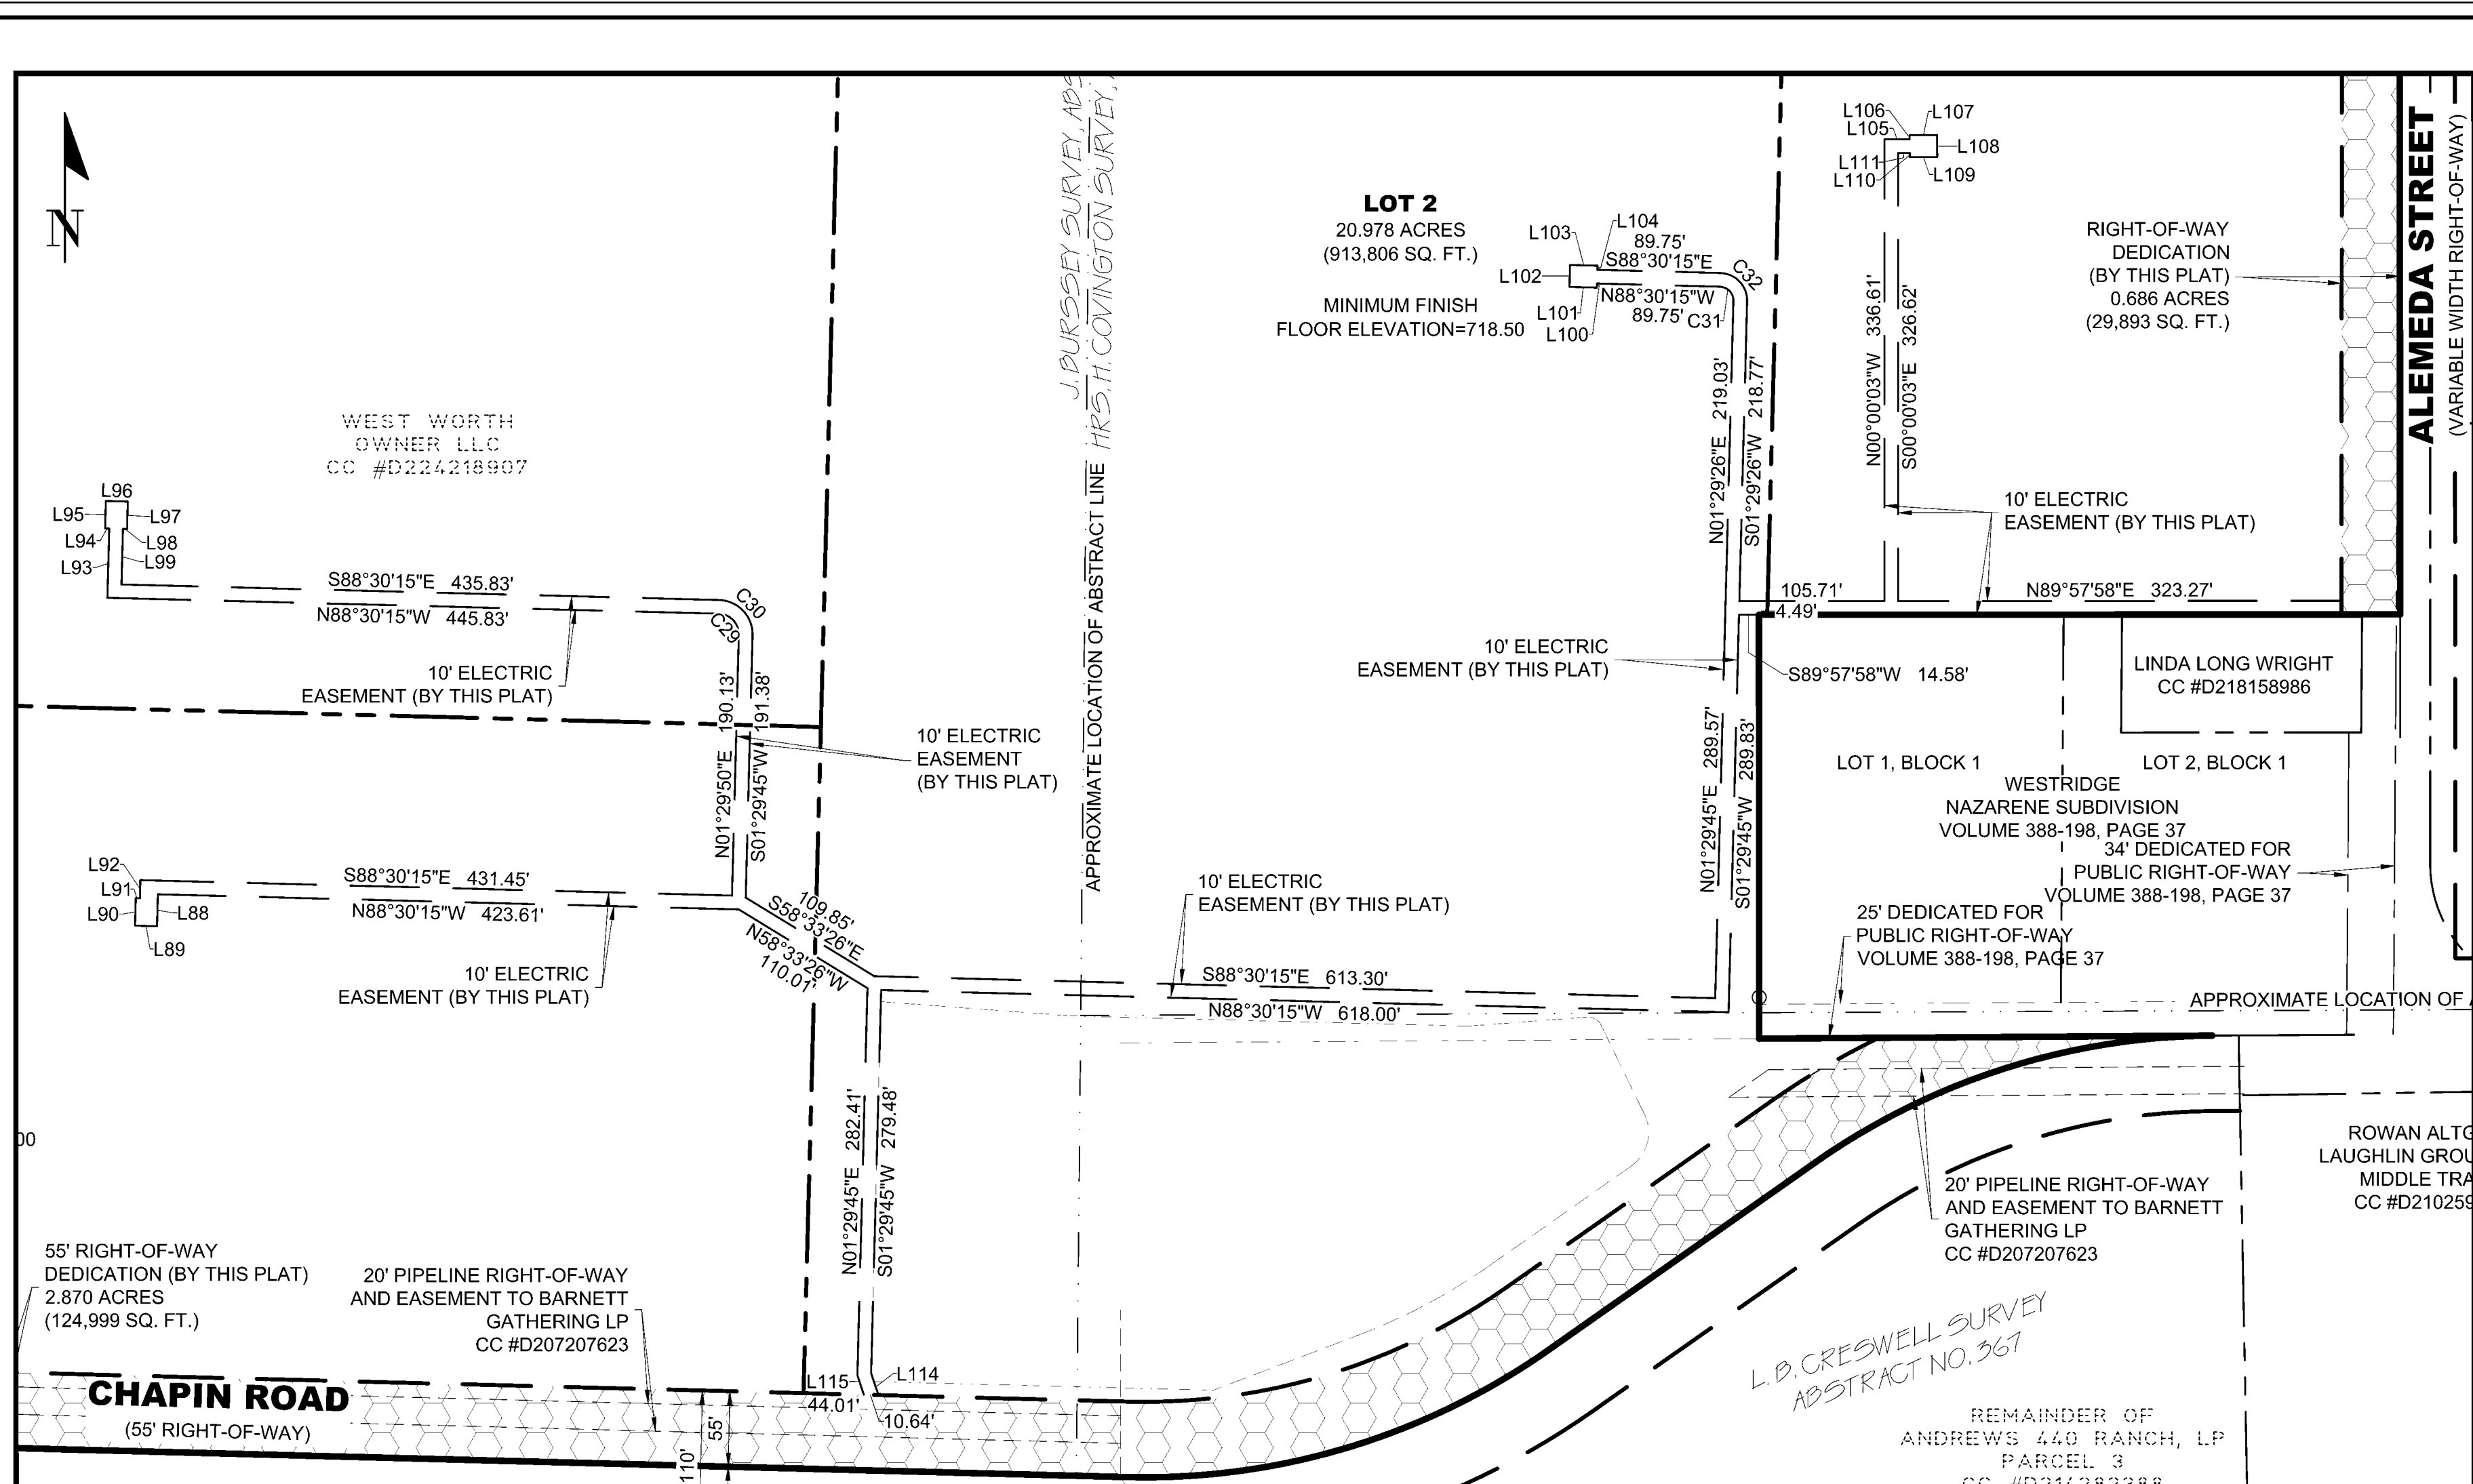 N
J. BURSSEY SURVEY, ABS
HRS. H. COVINGTON SURVEY,
APPROXIMATE LOCATION OF ABSTRACT LINE
LOT 2
20.978 ACRES
(913,806 SQ. FT.)
MINIMUM FINISH
FLOOR ELEVATION=718.50
L103
L104
L102
L101
L100
89.75'
S88°30'15"E
N88°30'15"W
89.75'
C31
C32
L106
L107
L105
L108
L111
L110
L109
RIGHT-OF-WAY
DEDICATION
(BY THIS PLAT)
0.686 ACRES
(29,893 SQ. FT.)
ALEMEDA STREET
(VARIABLE WIDTH RIGHT-OF-WAY)
N00°00'03"W 336.61'
S00°00'03"E 326.62'
N01°29'26"E 219.03'
S01°29'26"W 218.77'
10' ELECTRIC
EASEMENT (BY THIS PLAT)
WEST WORTH
OWNER LLC
CC #D224218907
L96
L95
L97
L94
L98
L93
L99
S88°30'15"E 435.83'
N88°30'15"W 445.83'
C30
C29
10' ELECTRIC
EASEMENT (BY THIS PLAT)
105.71'
4.49'
N89°57'58"E 323.27'
S89°57'58"W 14.58'
10' ELECTRIC
EASEMENT (BY THIS PLAT)
LINDA LONG WRIGHT
CC #D218158986
N01°29'50"E 190.13'
S01°29'45"W 191.38'
10' ELECTRIC
EASEMENT
(BY THIS PLAT)
N01°29'45"E 289.57'
S01°29'45"W 289.83'
LOT 1, BLOCK 1
LOT 2, BLOCK 1
WESTRIDGE
NAZARENE SUBDIVISION
VOLUME 388-198, PAGE 37
34' DEDICATED FOR
PUBLIC RIGHT-OF-WAY
VOLUME 388-198, PAGE 37
25' DEDICATED FOR
PUBLIC RIGHT-OF-WAY
VOLUME 388-198, PAGE 37
L92
L91
L90
L88
L89
S88°30'15"E 431.45'
N88°30'15"W 423.61'
10' ELECTRIC
EASEMENT (BY THIS PLAT)
109.85'
S58°33'26"E
N58°33'26"W
110.01'
10' ELECTRIC
EASEMENT (BY THIS PLAT)
S88°30'15"E 613.30'
N88°30'15"W 618.00'
APPROXIMATE LOCATION OF
00
N01°29'45"E 282.41'
S01°29'45"W 279.48'
ROWAN ALTG
LAUGHLIN GROU
MIDDLE TRA
CC #D210259
20' PIPELINE RIGHT-OF-WAY
AND EASEMENT TO BARNETT
GATHERING LP
CC #D207207623
55' RIGHT-OF-WAY
DEDICATION (BY THIS PLAT)
2.870 ACRES
(124,999 SQ. FT.)
20' PIPELINE RIGHT-OF-WAY
AND EASEMENT TO BARNETT
GATHERING LP
CC #D207207623
L.B. CRESWELL SURVEY
ABSTRACT NO. 367
CHAPIN ROAD
(55' RIGHT-OF-WAY)
L115
L114
44.01'
10.64'
55'
110'
REMAINDER OF
ANDREWS 440 RANCH, LP
PARCEL 3